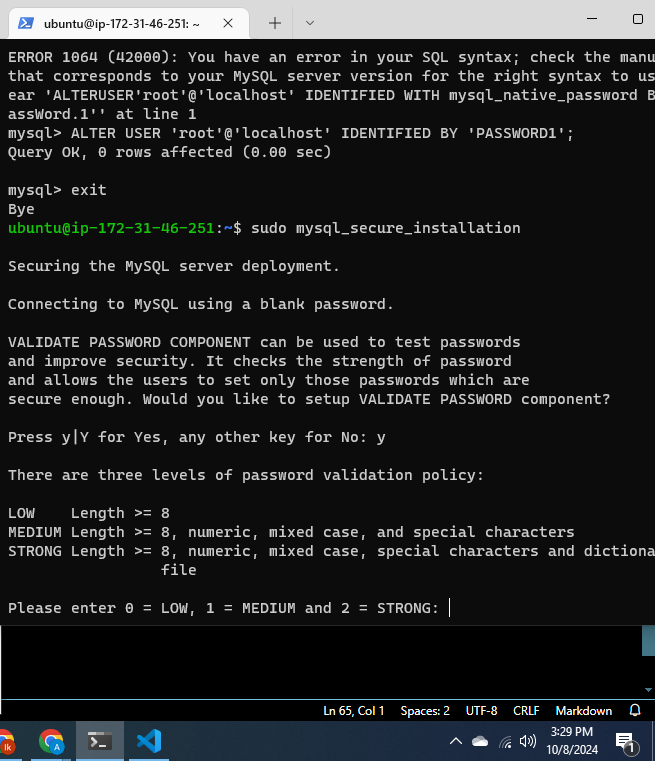 ubuntu@ip-172-31-46-251: ~
ERROR 1064 (42000): You have an error in your SQL syntax; check the manu
that corresponds to your MySQL server version for the right syntax to us
ear 'ALTERUSER'root'@'localhost' IDENTIFIED WITH mysql_native_password B
assWord.1'' at line 1
mysql> ALTER USER 'root'@'localhost' IDENTIFIED BY 'PASSWORD1';
Query OK, 0 rows affected (0.00 sec)
mysql> exit
Bye
ubuntu@ip-172-31-46-251:~$ sudo mysql_secure_installation
Securing the MySQL server deployment.
Connecting to MySQL using a blank password.
VALIDATE PASSWORD COMPONENT can be used to test passwords
and improve security. It checks the strength of password
and allows the users to set only those passwords which are
secure enough. Would you like to setup VALIDATE PASSWORD component?
Press y|Y for Yes, any other key for No: y
There are three levels of password validation policy:
LOW    Length >= 8
MEDIUM Length >= 8, numeric, mixed case, and special characters
STRONG Length >= 8, numeric, mixed case, special characters and dictiona
file
Please enter 0 = LOW, 1 = MEDIUM and 2 = STRONG:
Ln 65, Col 1 Spaces: 2 UTF-8 CRLF Markdown
lk A 3:29 PM
10/8/2024 1